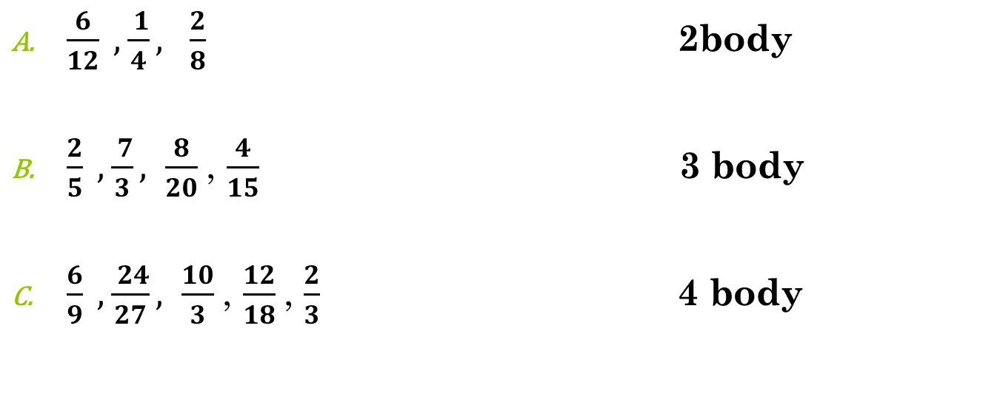 A. 6/12 , 1/4 , 2/8 2body
B. 2/5 , 7/3 , 8/20 , 4/15 3 body
C. 6/9 , 24/27 , 10/3 , 12/18 , 2/3 4 body